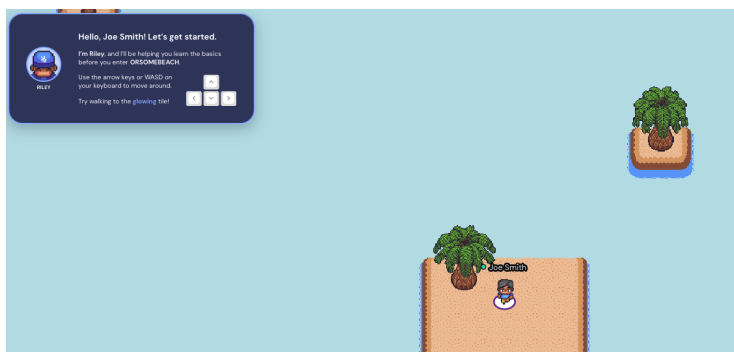 Hello, Joe Smith! Let's get started.
I'm Riley, and I'll be helping you learn the basics
before you enter ORSOMEBEACH.
RILEY
Use the arrow keys or WASD on
your keyboard to move around.
Try walking to the glowing tile!
Joe Smith